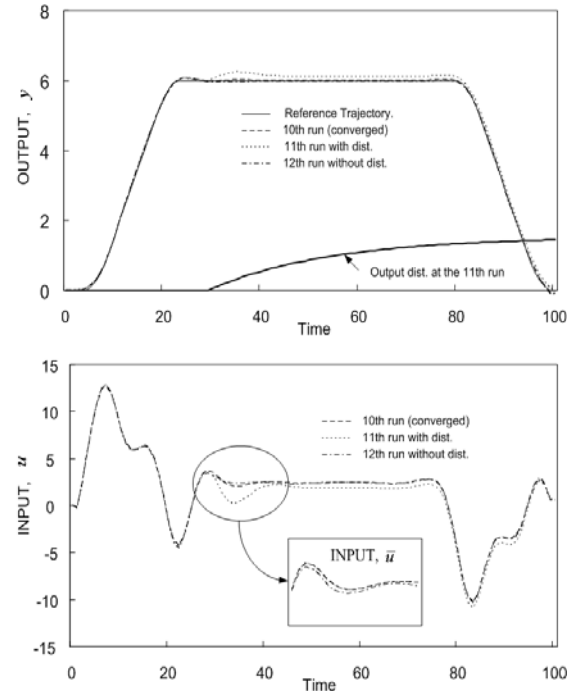 8
6
4
2
0
OUTPUT, y
Reference Trajectory.
10th run (converged)
11th run with dist.
12th run without dist.
Output dist. at the 11th run
0 20 40 60 80 100
Time
15
10
5
0
-5
-10
-15
INPUT, u
10th run (converged)
11th run with dist.
12th run without dist.
INPUT, u̅
0 20 40 60 80 100
Time